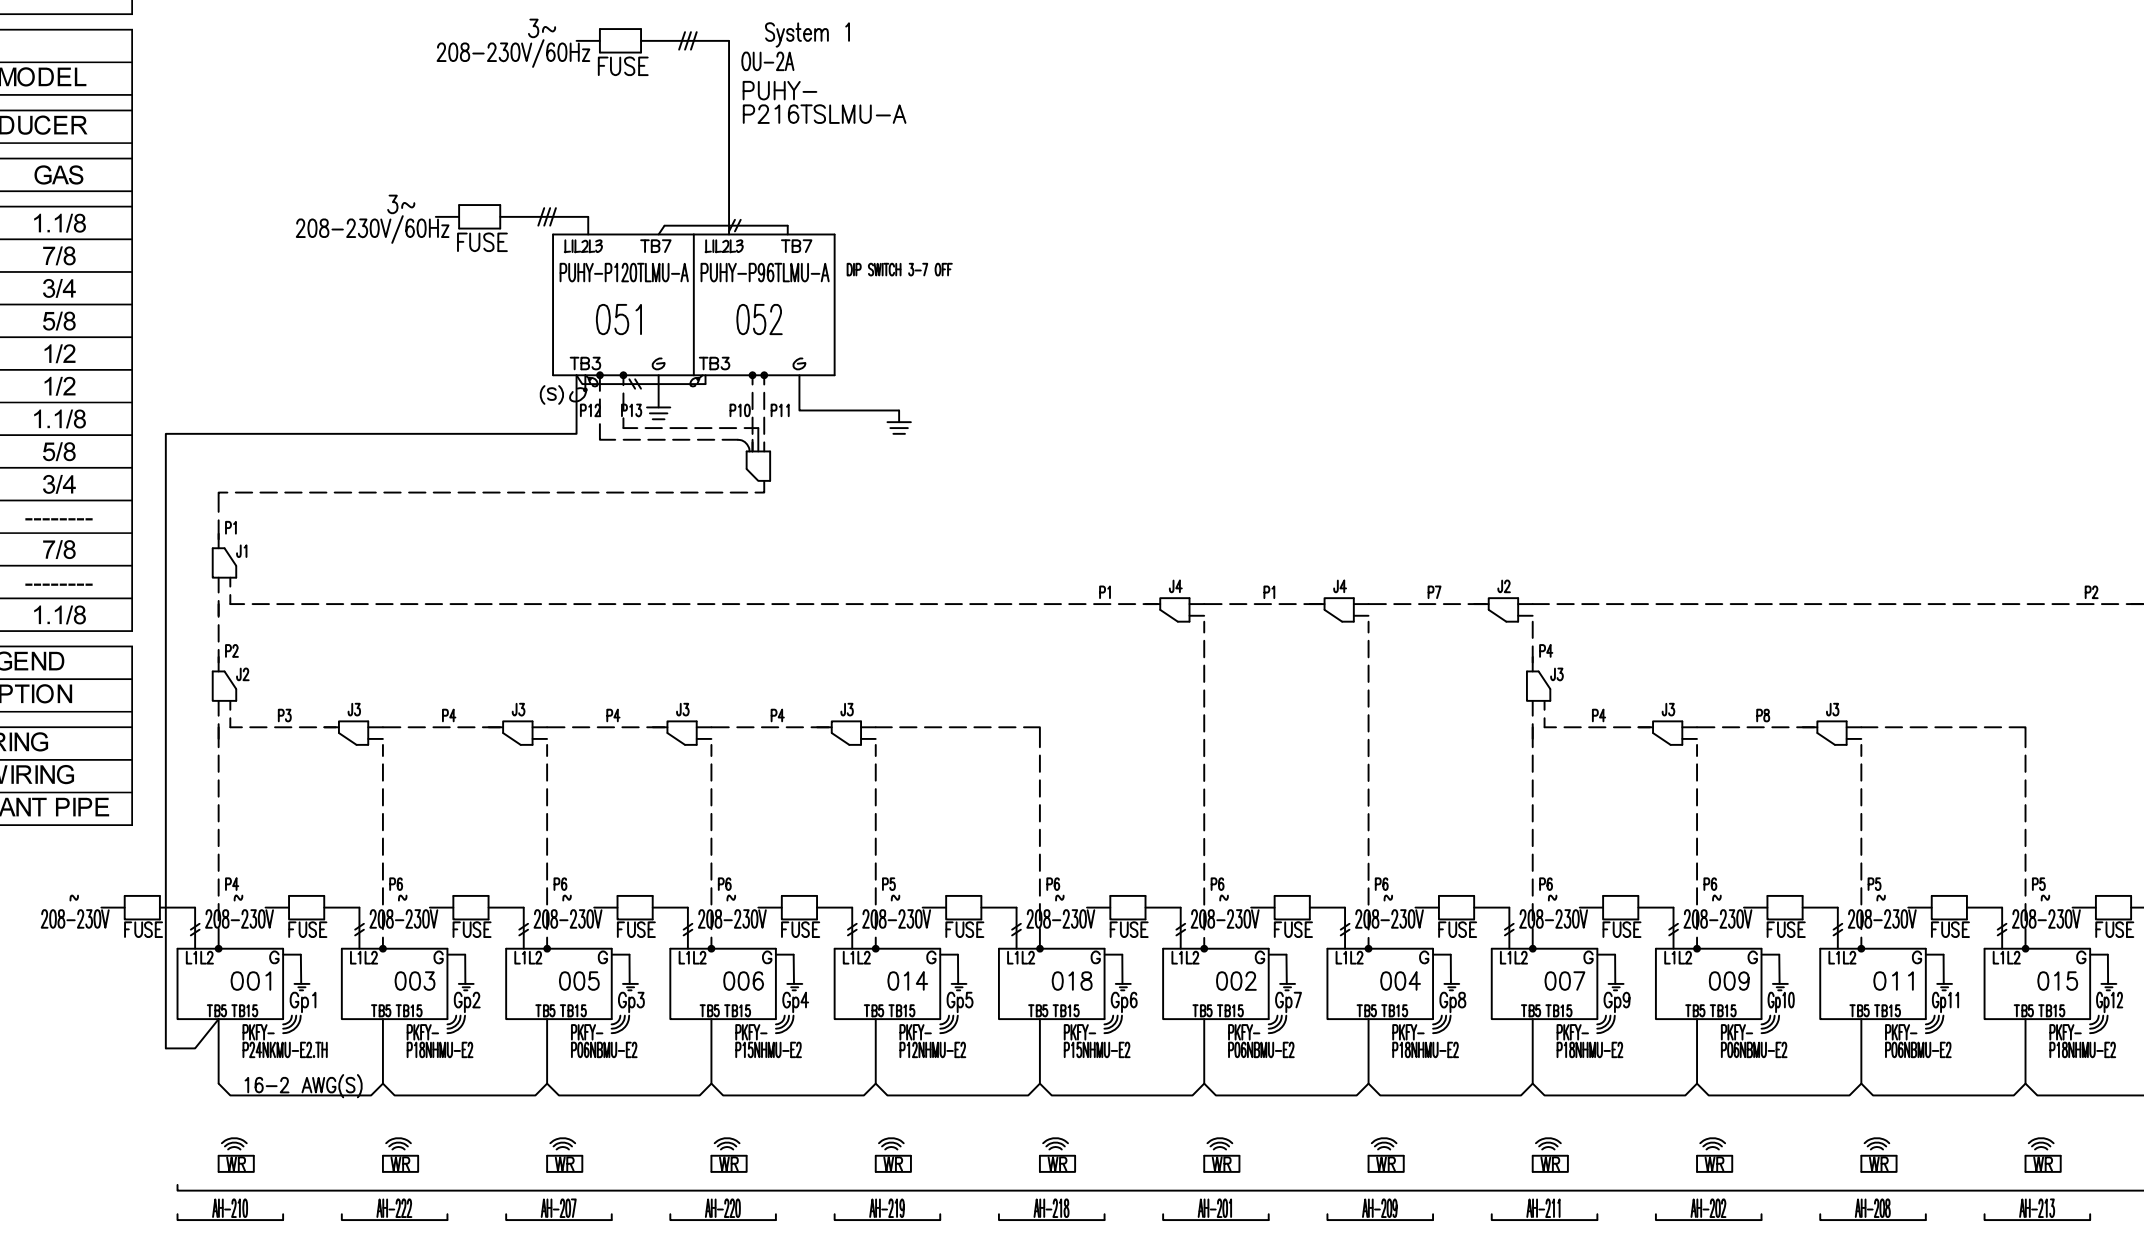 MODEL
DUCER
GAS
1.1/8
7/8
3/4
5/8
1/2
1/2
1.1/8
5/8
3/4
--------
7/8
--------
1.1/8
GEND
PTION
RING
WIRING
ANT PIPE
3~
208-230V/60Hz
FUSE
System 1
OU-2A
PUHY-
P216TSLMU-A
3~
208-230V/60Hz
FUSE
L1L2L3 TB7 L1L2L3 TB7
PUHY-P120TLMU-A PUHY-P96TLMU-A DIP SWITCH 3-7 OFF
051 052
TB3 G TB3 G
(S)
P12 P13 P10 P11
P1
J1
P1 J4 P1 J4 P7 J2 P2
P2 P4
J2 J3
P3 J3 P4 J3 P4 J3 P4 J3 P4 J3 P8 J3
P4 P6 P6 P6 P5 P6 P6 P6 P6 P6 P5 P5
~ ~ ~ ~ ~ ~ ~ ~ ~ ~ ~ ~ ~
208-230V 208-230V 208-230V 208-230V 208-230V 208-230V 208-230V 208-230V 208-230V 208-230V 208-230V 208-230V 208-230V
FUSE FUSE FUSE FUSE FUSE FUSE FUSE FUSE FUSE FUSE FUSE FUSE FUSE
L1L2 G L1L2 G L1L2 G L1L2 G L1L2 G L1L2 G L1L2 G L1L2 G L1L2 G L1L2 G L1L2 G L1L2 G
001 003 005 006 014 018 002 004 007 009 011 015
Gp1 Gp2 Gp3 Gp4 Gp5 Gp6 Gp7 Gp8 Gp9 Gp10 Gp11 Gp12
TB5 TB15 TB5 TB15 TB5 TB15 TB5 TB15 TB5 TB15 TB5 TB15 TB5 TB15 TB5 TB15 TB5 TB15 TB5 TB15 TB5 TB15 TB5 TB15
PKFY- PKFY- PKFY- PKFY- PKFY- PKFY- PKFY- PKFY- PKFY- PKFY- PKFY- PKFY-
P24NKMU-E2.TH P18NHMU-E2 P06NBMU-E2 P15NHMU-E2 P12NHMU-E2 P15NHMU-E2 P06NBMU-E2 P18NHMU-E2 P18NHMU-E2 P06NBMU-E2 P06NBMU-E2 P18NHMU-E2
16-2 AWG(S)
WR WR WR WR WR WR WR WR WR WR WR WR
AH-210 AH-222 AH-207 AH-220 AH-219 AH-218 AH-201 AH-209 AH-211 AH-202 AH-208 AH-213